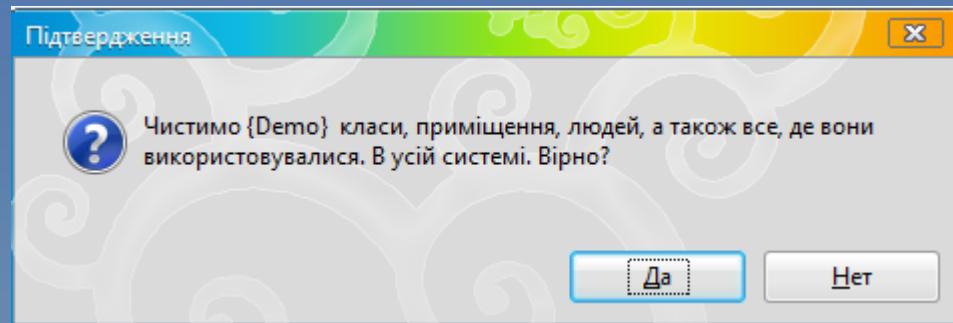 Підтвердження
Чистимо {Demo} класи, приміщення, людей, а також все, де вони
використовувалися. В усій системі. Вірно?
Да
Нет